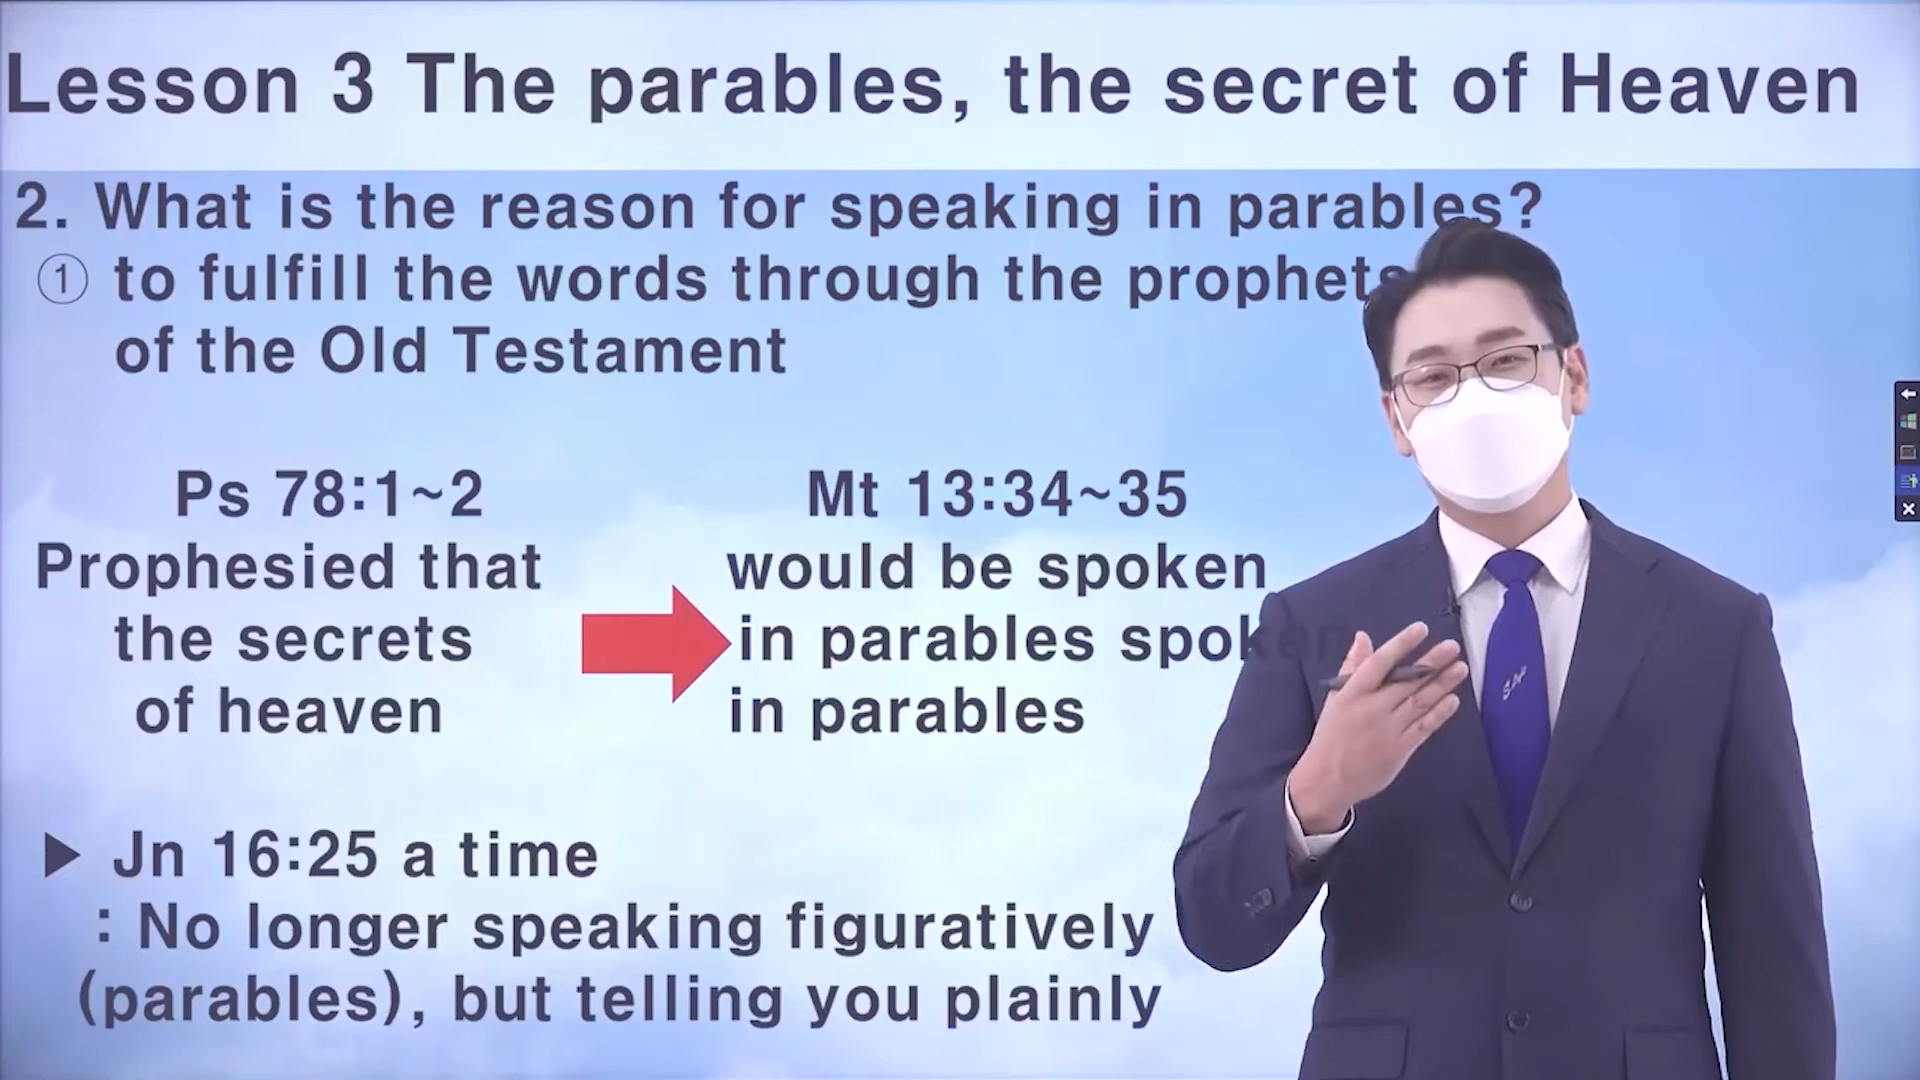 Lesson 3 The parables, the secret of Heaven
2. What is the reason for speaking in parables?
① to fulfill the words through the prophets
of the Old Testament
Ps 78:1~2
Prophesied that
the secrets
of heaven
Mt 13:34~35
would be spoken
in parables spoken
in parables
▶ Jn 16:25 a time
: No longer speaking figuratively
(parables), but telling you plainly